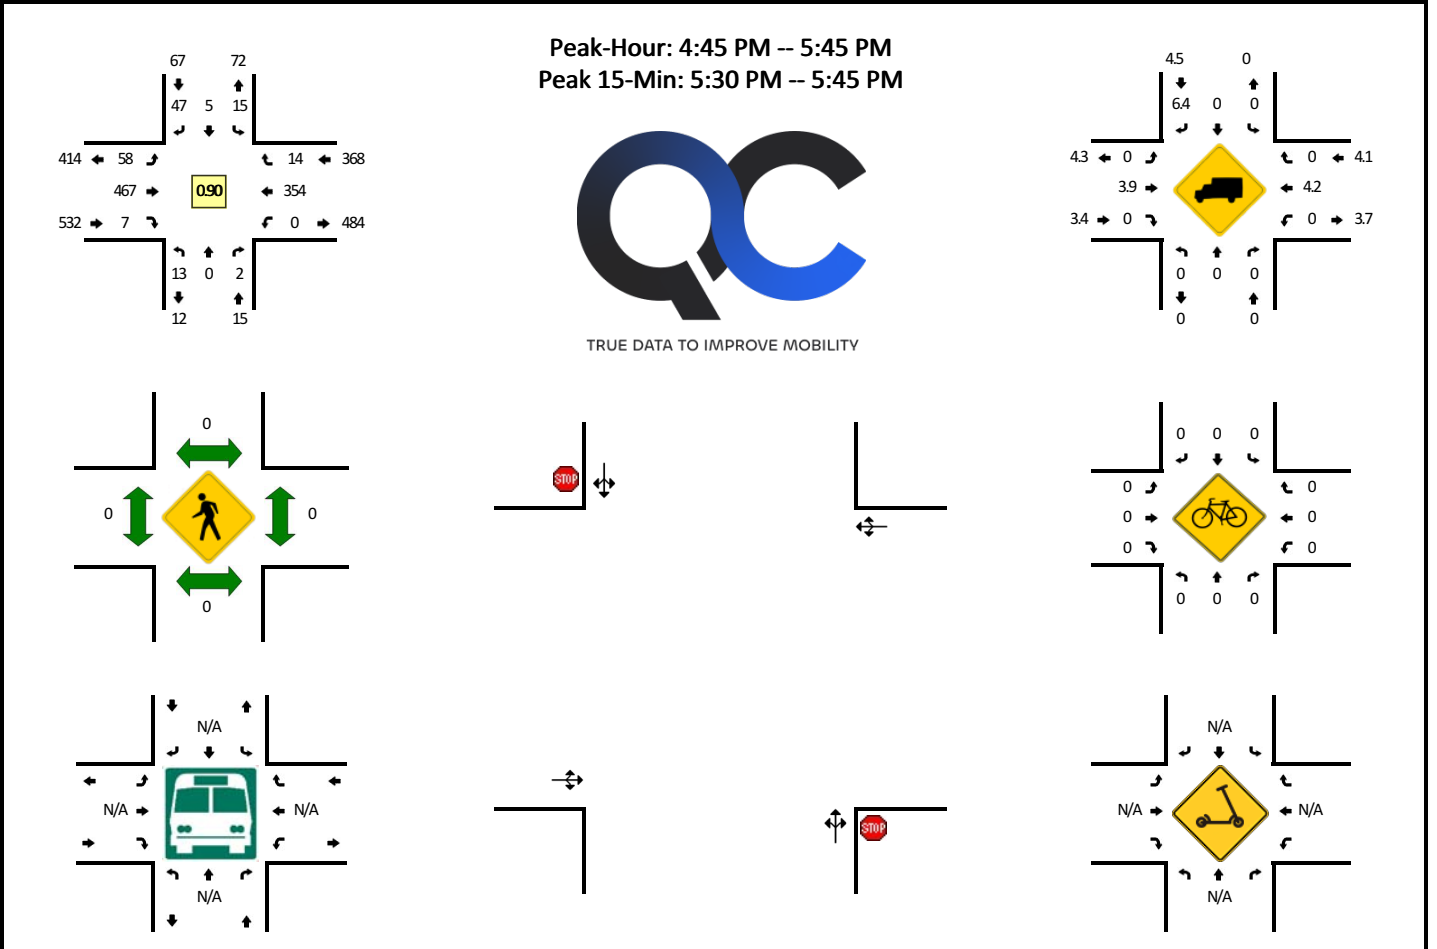 Peak-Hour: 4:45 PM -- 5:45 PM
Peak 15-Min: 5:30 PM -- 5:45 PM
67 72
47 5 15
414 58 14 368
467 0.90 354
532 7 0 484
13 0 2
12 15
TRUE DATA TO IMPROVE MOBILITY
4.5 0
6.4 0 0
4.3 0 0 4.1
3.9 4.2
3.4 0 0 3.7
0 0 0
0 0
0
0 0
0
STOP
STOP
0 0 0
0 0
0 0
0 0
0 0 0
N/A
N/A N/A
N/A
N/A
N/A N/A
N/A